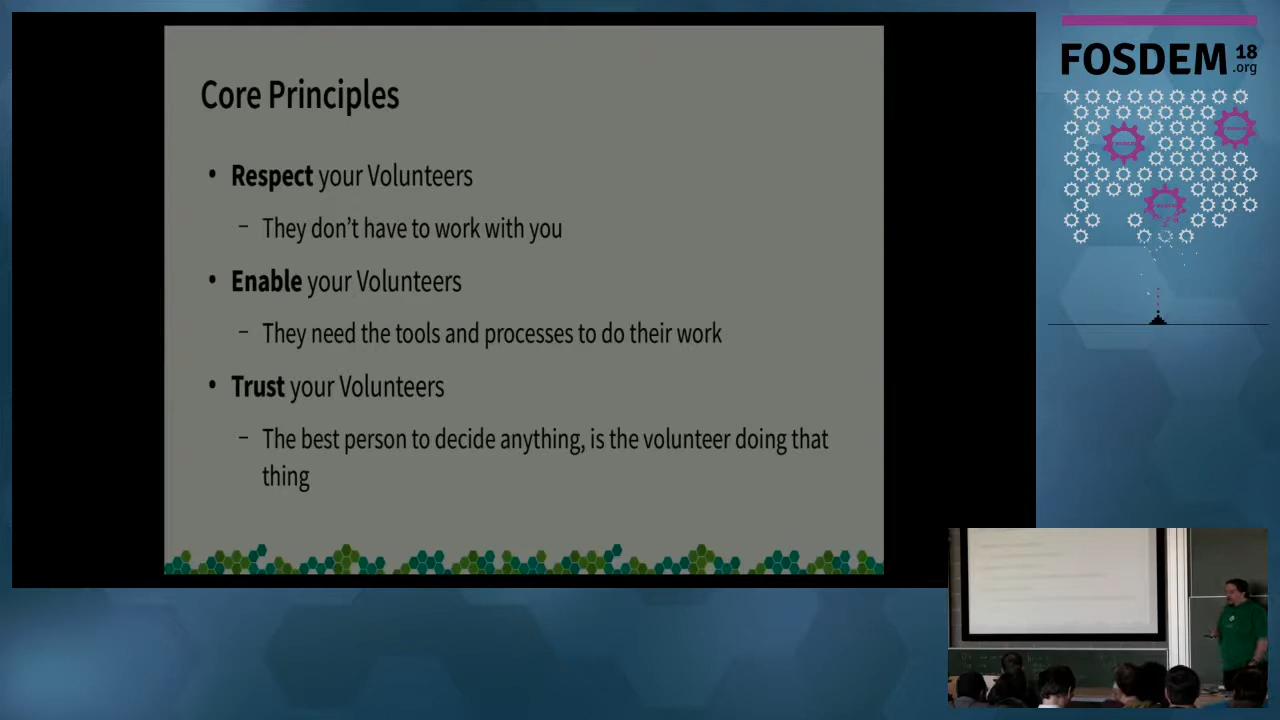 Core Principles
• Respect your Volunteers
– They don’t have to work with you
• Enable your Volunteers
– They need the tools and processes to do their work
• Trust your Volunteers
– The best person to decide anything, is the volunteer doing that
thing
FOSDEM 18
.org